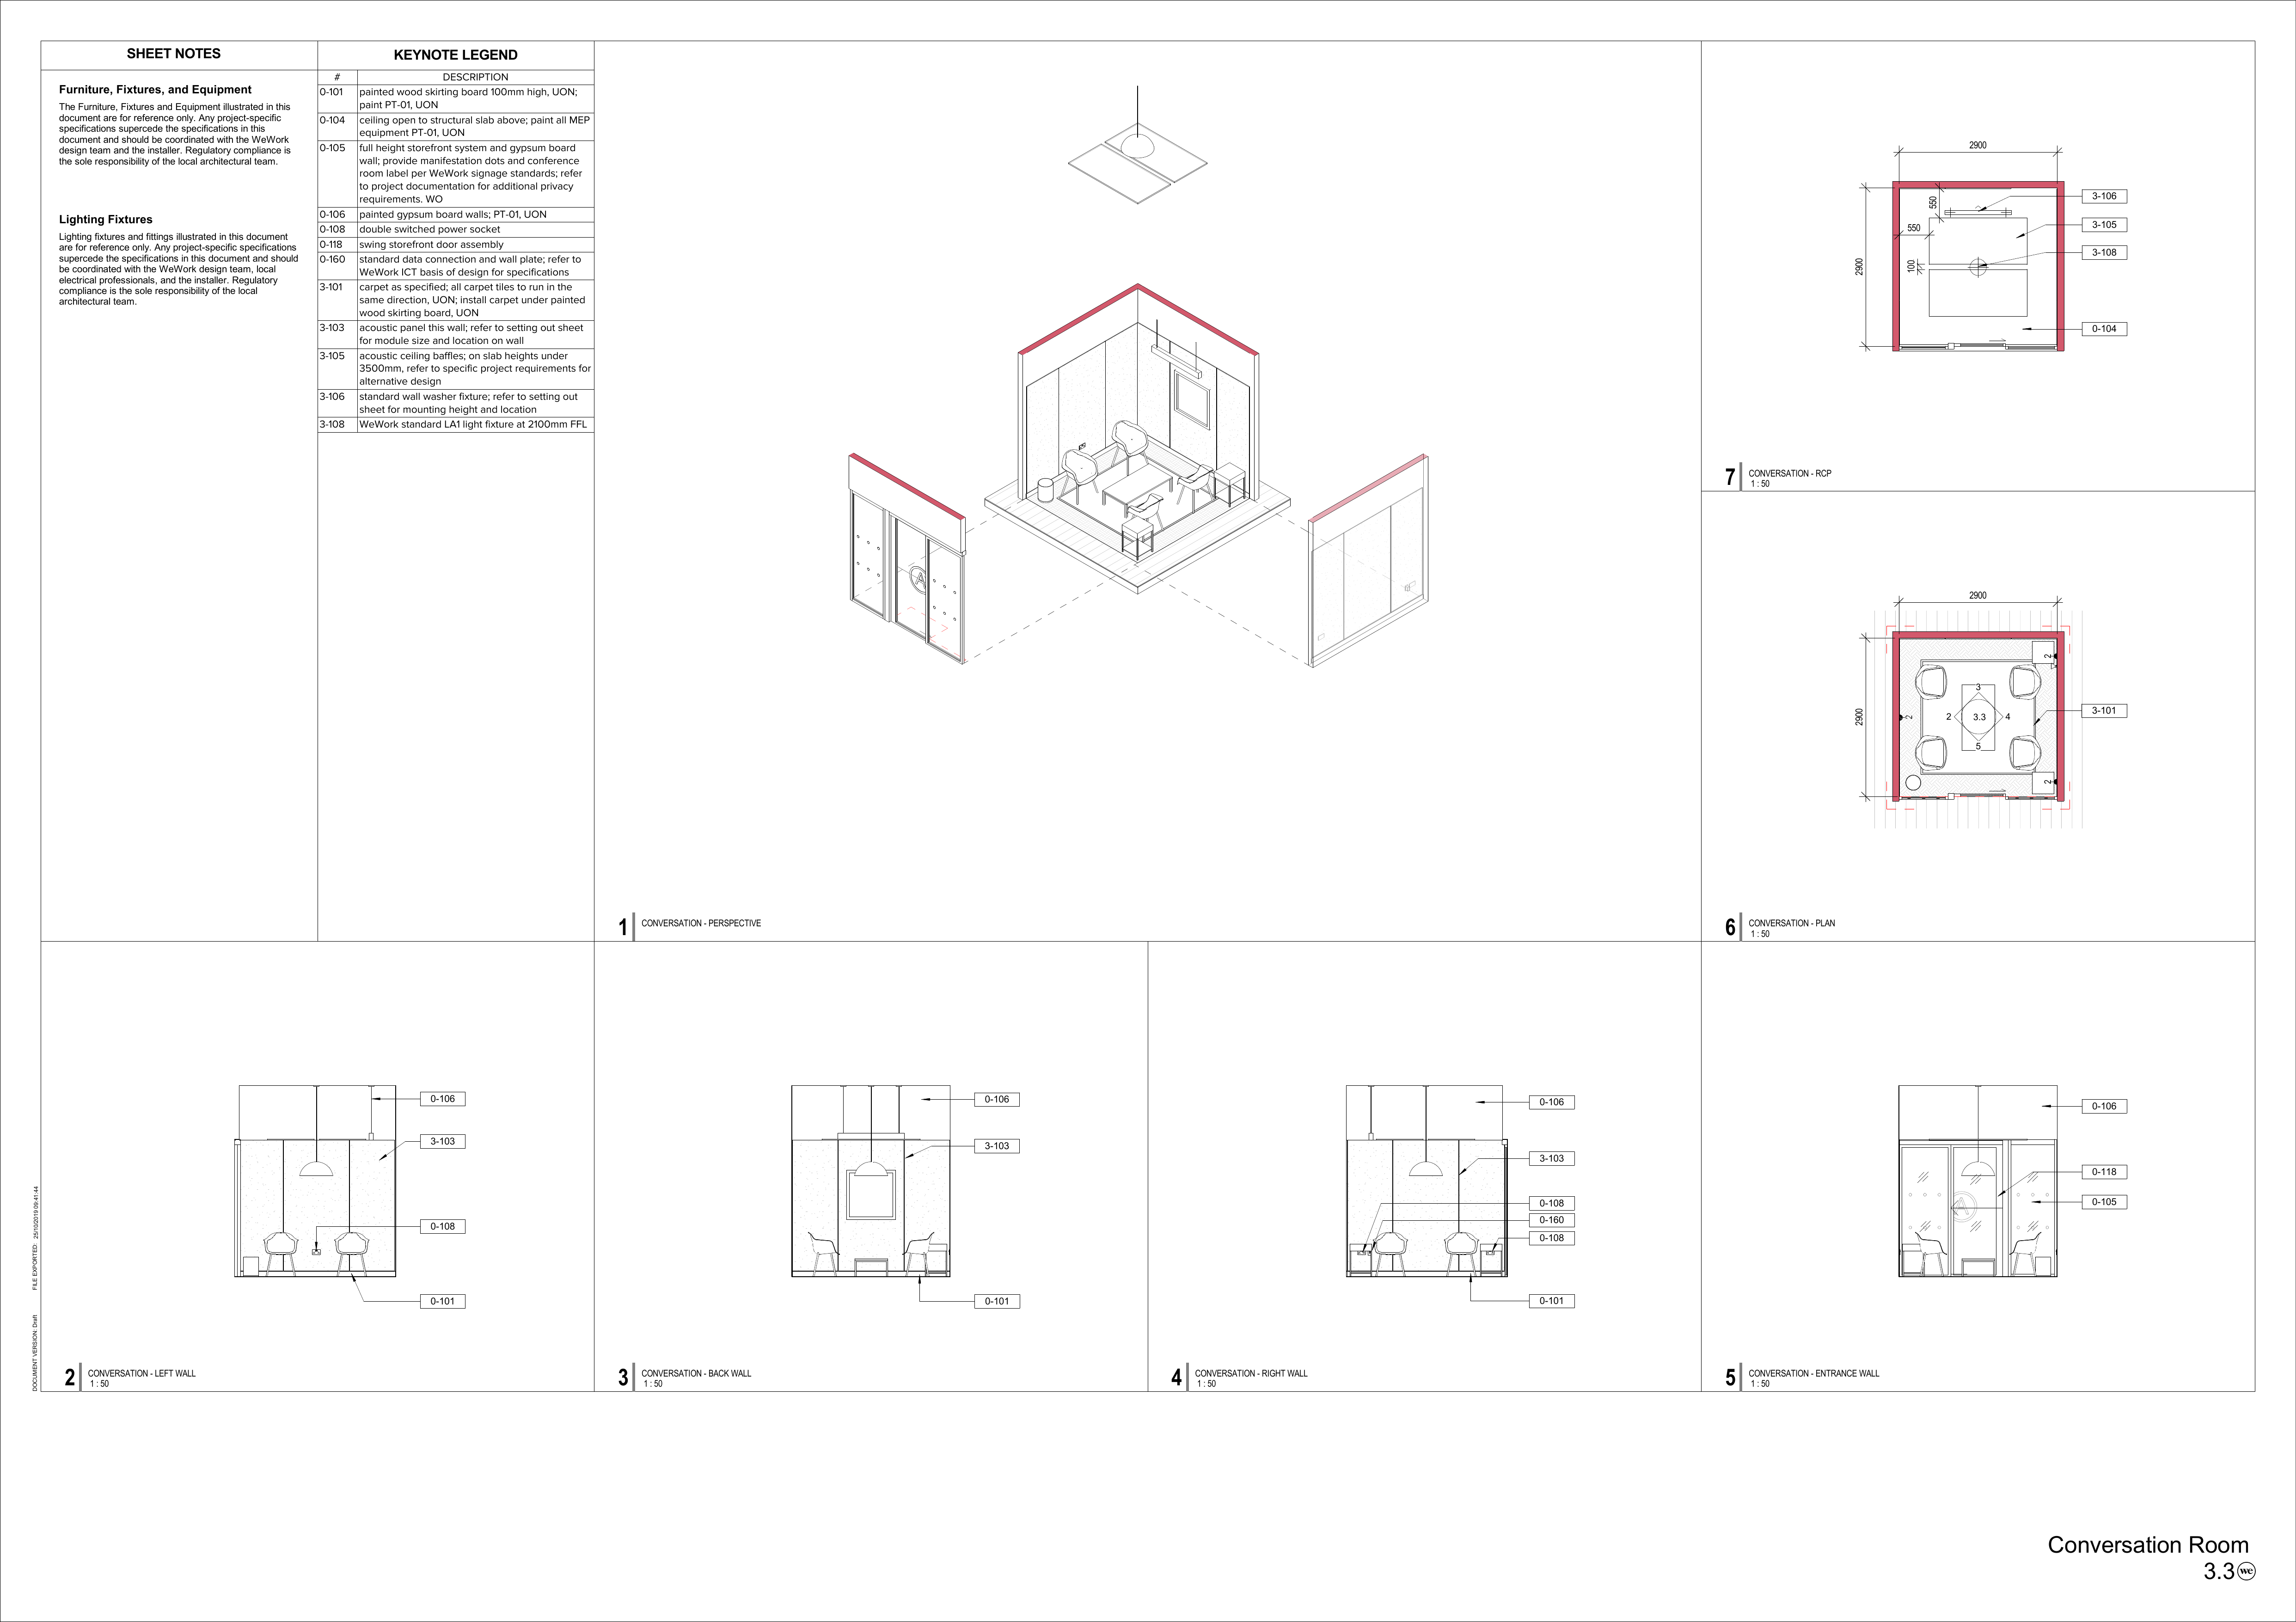 SHEET NOTES
Furniture, Fixtures, and Equipment
The Furniture, Fixtures and Equipment illustrated in this
document are for reference only. Any project-specific
specifications supercede the specifications in this
document and should be coordinated with the WeWork
design team and the installer. Regulatory compliance is
the sole responsibility of the local architectural team.
Lighting Fixtures
Lighting fixtures and fittings illustrated in this document
are for reference only. Any project-specific specifications
supercede the specifications in this document and should
be coordinated with the WeWork design team, local
electrical professionals, and the installer. Regulatory
compliance is the sole responsibility of the local
architectural team.
KEYNOTE LEGEND
# DESCRIPTION
0-101 painted wood skirting board 100mm high, UON;
paint PT-01, UON
0-104 ceiling open to structural slab above; paint all MEP
equipment PT-01, UON
0-105 full height storefront system and gypsum board
wall; provide manifestation dots and conference
room label per WeWork signage standards; refer
to project documentation for additional privacy
requirements. WO
0-106 painted gypsum board walls; PT-01, UON
0-108 double switched power socket
0-118 swing storefront door assembly
0-160 standard data connection and wall plate; refer to
WeWork ICT basis of design for specifications
3-101 carpet as specified; all carpet tiles to run in the
same direction, UON; install carpet under painted
wood skirting board, UON
3-103 acoustic panel this wall; refer to setting out sheet
for module size and location on wall
3-105 acoustic ceiling baffles; on slab heights under
3500mm, refer to specific project requirements for
alternative design
3-106 standard wall washer fixture; refer to setting out
sheet for mounting height and location
3-108 WeWork standard LA1 light fixture at 2100mm FFL
A
1 CONVERSATION - PERSPECTIVE
2900
2900
550
550
100
3-106
3-105
3-108
0-104
7 CONVERSATION - RCP
1 : 50
2900
2900
2
2
2
3
2 3.3 4
5
3-101
6 CONVERSATION - PLAN
1 : 50
0-106
3-103
0-108
0-101
2 CONVERSATION - LEFT WALL
1 : 50
0-106
3-103
0-101
3 CONVERSATION - BACK WALL
1 : 50
0-106
3-103
0-108
0-160
0-108
0-101
4 CONVERSATION - RIGHT WALL
1 : 50
0-106
0-118
0-105
A
5 CONVERSATION - ENTRANCE WALL
1 : 50
DOCUMENT VERSION: Draft FILE EXPORTED: 25/10/2019 09:41:44
Conversation Room
3.3 we